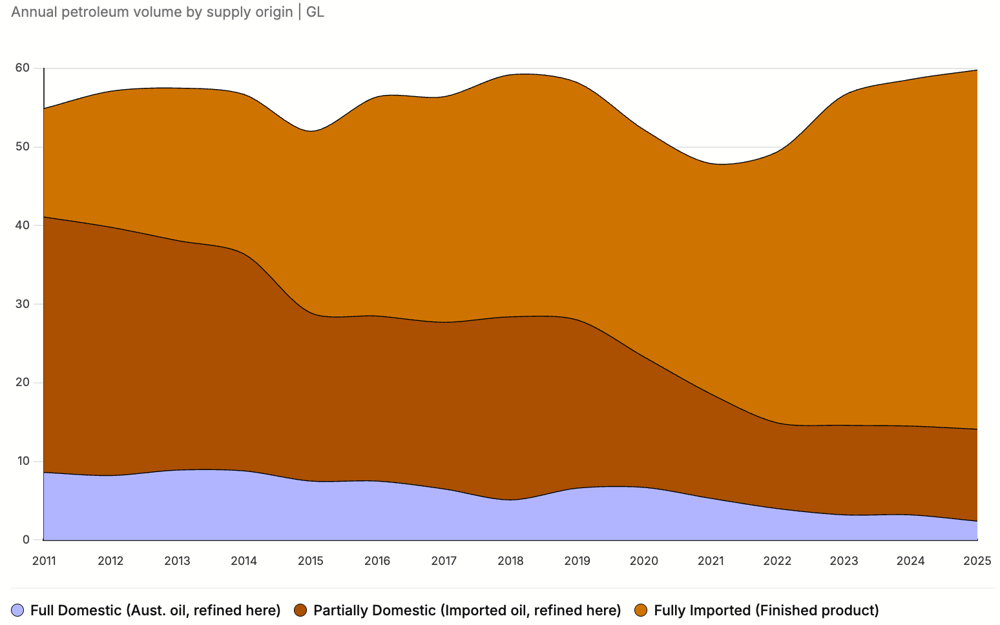 Annual petroleum volume by supply origin | GL
60
50
40
30
20
10
0
2011 2012 2013 2014 2015 2016 2017 2018 2019 2020 2021 2022 2023 2024 2025
Full Domestic (Aust. oil, refined here) Partially Domestic (Imported oil, refined here) Fully Imported (Finished product)